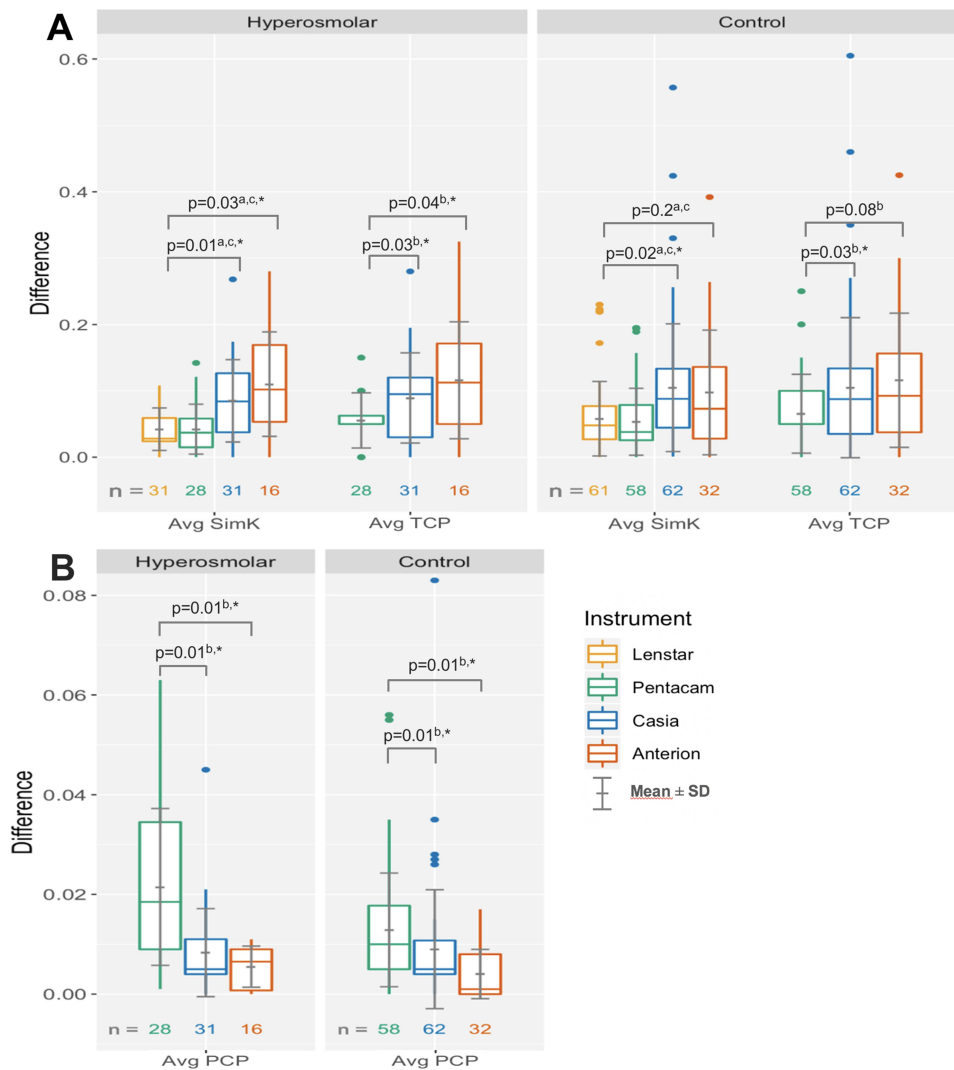 A
Hyperosmolar
Control
Difference
0.6
0.4
0.2
0.0
p=0.03a,c,*
p=0.01a,c,*
p=0.04b,*
p=0.03b,*
p=0.2a,c
p=0.02a,c,*
p=0.08b
p=0.03b,*
n = 31 28 31 16 28 31 16
n = 61 58 62 32 58 62 32
Avg SimK Avg TCP
Avg SimK Avg TCP
B
Hyperosmolar
Control
Difference
0.08
0.06
0.04
0.02
0.00
p=0.01b,*
p=0.01b,*
p=0.01b,*
p=0.01b,*
n = 28 31 16
n = 58 62 32
Avg PCP
Avg PCP
Instrument
Lenstar
Pentacam
Casia
Anterion
Mean ± SD